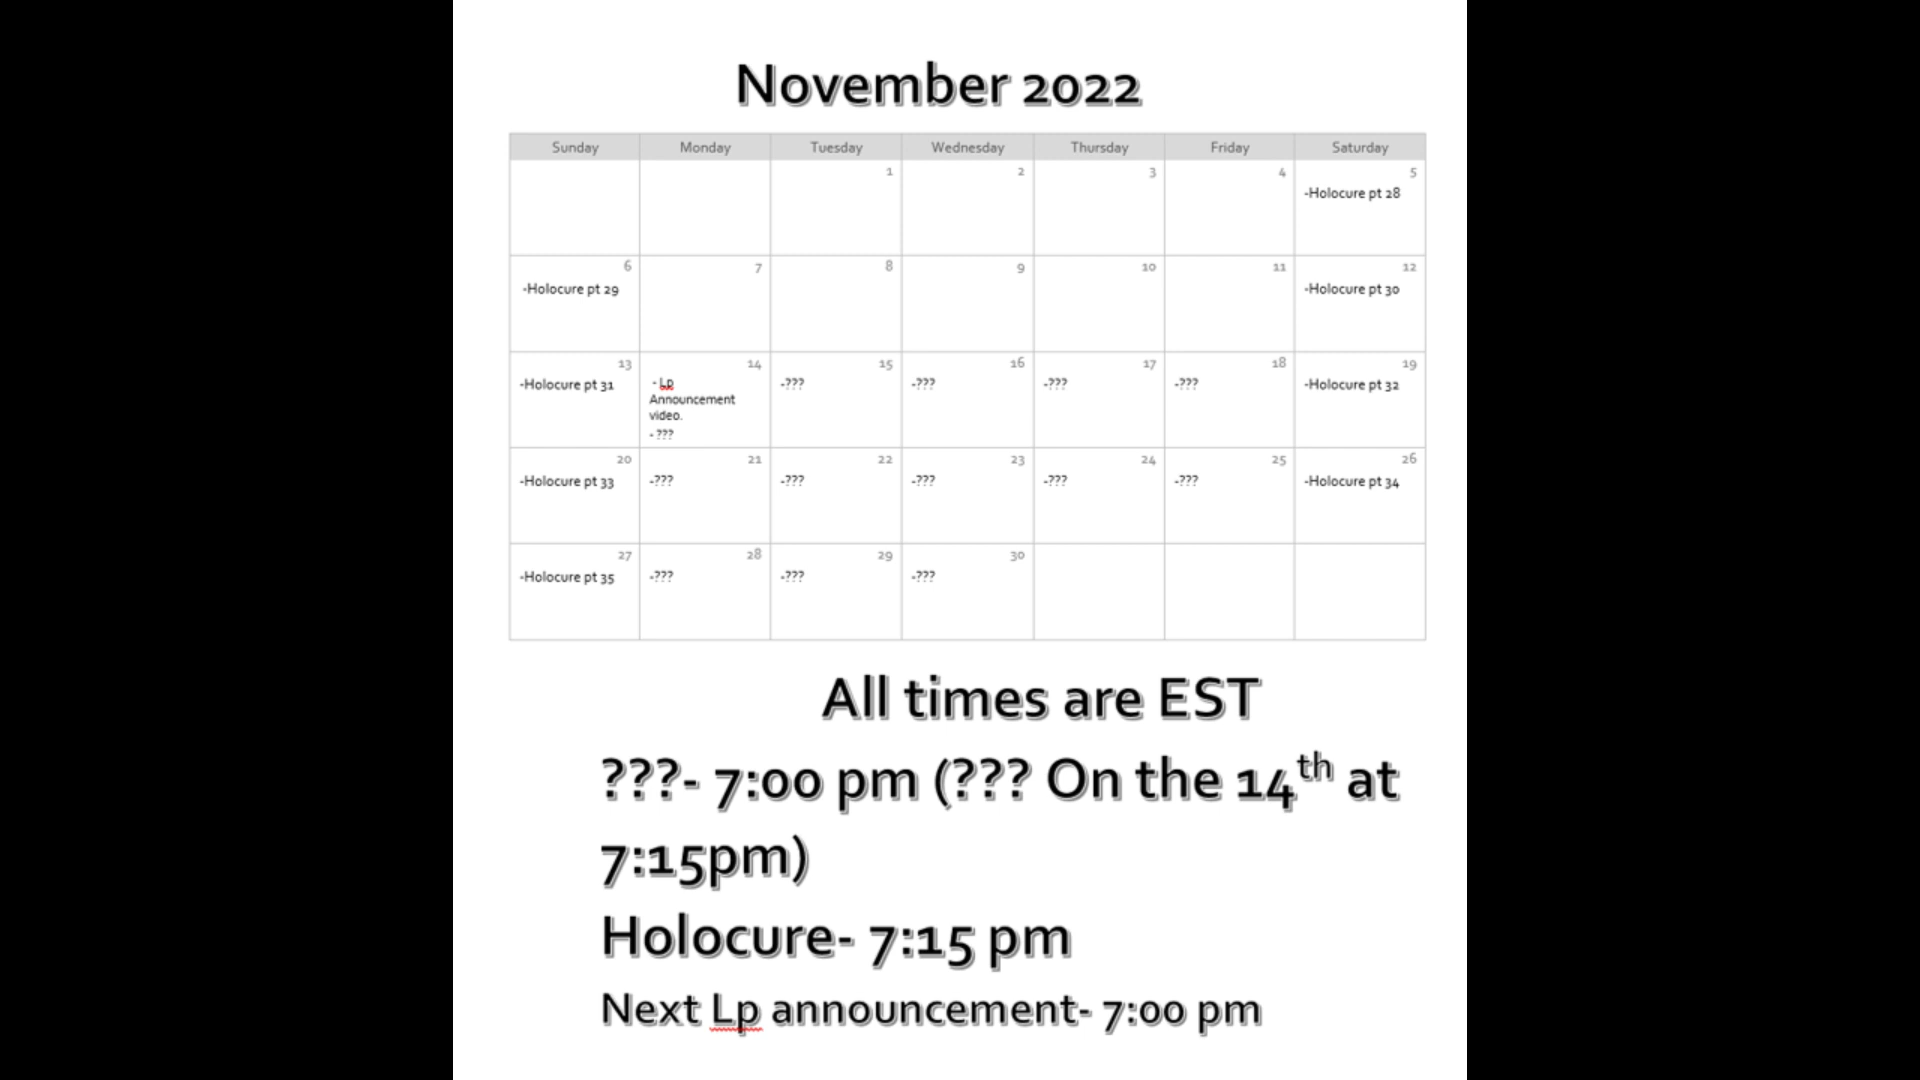 November 2022
Sunday Monday Tuesday Wednesday Thursday Friday Saturday
1 2 3 4 5
-Holocure pt 28
6 7 8 9 10 11 12
-Holocure pt 29 -Holocure pt 30
13 14 15 16 17 18 19
-Holocure pt 31 - Lp -??? -??? -??? -??? -Holocure pt 32
Announcement
video.
- ???
20 21 22 23 24 25 26
-Holocure pt 33 -??? -??? -??? -??? -??? -Holocure pt 34
27 28 29 30
-Holocure pt 35 -??? -??? -???
All times are EST
???- 7:00 pm (??? On the 14th at
7:15pm)
Holocure- 7:15 pm
Next Lp announcement- 7:00 pm